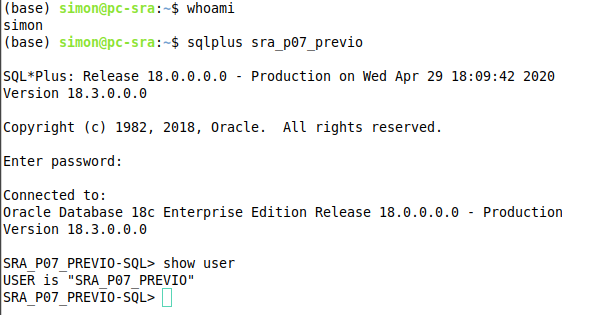 (base) simon@pc-sra:~$ whoami
simon
(base) simon@pc-sra:~$ sqlplus sra_p07_previo
SQL*Plus: Release 18.0.0.0.0 - Production on Wed Apr 29 18:09:42 2020
Version 18.3.0.0.0
Copyright (c) 1982, 2018, Oracle.  All rights reserved.
Enter password:
Connected to:
Oracle Database 18c Enterprise Edition Release 18.0.0.0.0 - Production
Version 18.3.0.0.0
SRA_P07_PREVIO-SQL> show user
USER is "SRA_P07_PREVIO"
SRA_P07_PREVIO-SQL>